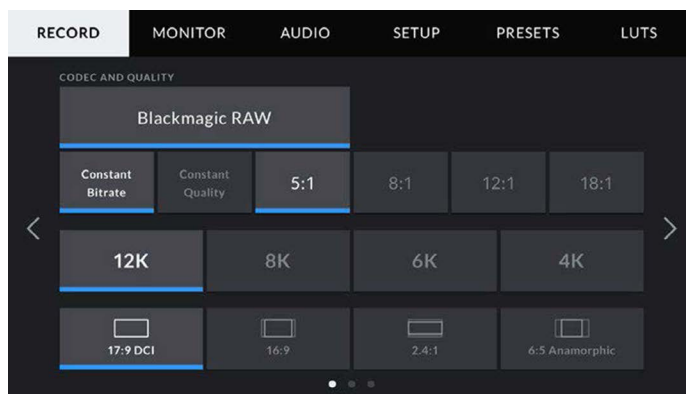 RECORD MONITOR AUDIO SETUP PRESETS LUTS
CODEC AND QUALITY
Blackmagic RAW
Constant Bitrate Constant Quality 5:1 8:1 12:1 18:1
12K 8K 6K 4K
17:9 DCI 16:9 2.4:1 6:5 Anamorphic